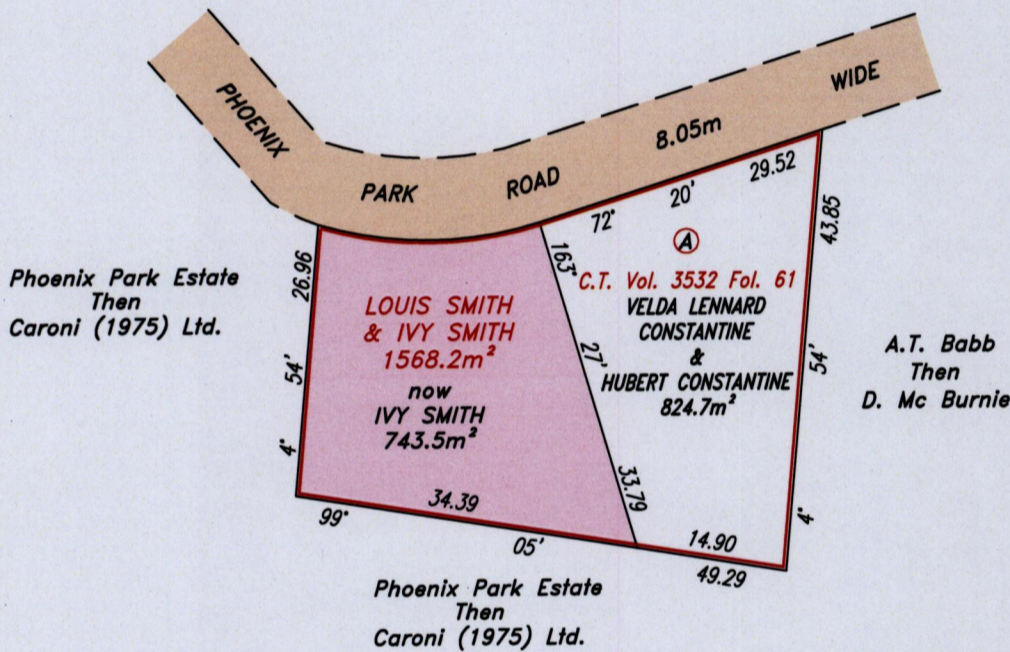 PHOENIX PARK ROAD 8.05m WIDE
Phoenix Park Estate
Then
Caroni (1975) Ltd.
26.96
54'
4°
LOUIS SMITH
& IVY SMITH
1568.2m²
now
IVY SMITH
743.5m²
34.39
99°
05'
163°
27'
33.79
72°
20'
29.52
A
C.T. Vol. 3532 Fol. 61
VELDA LENNARD
CONSTANTINE
&
HUBERT CONSTANTINE
824.7m²
43.85
54'
4°
14.90
49.29
A.T. Babb
Then
D. Mc Burnie
Phoenix Park Estate
Then
Caroni (1975) Ltd.